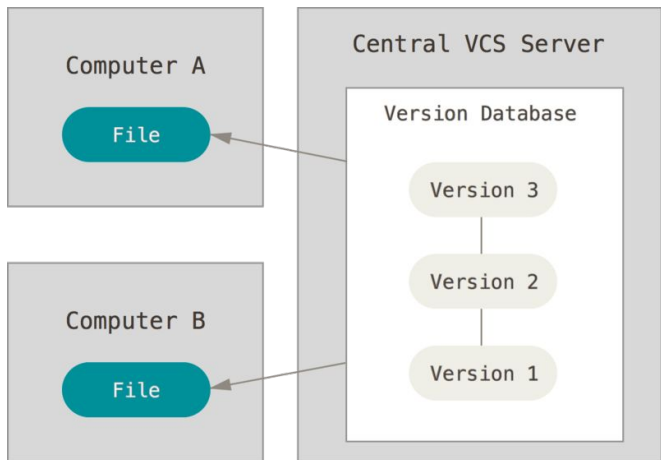 Computer A
File
Computer B
File
Central VCS Server
Version Database
Version 3
Version 2
Version 1